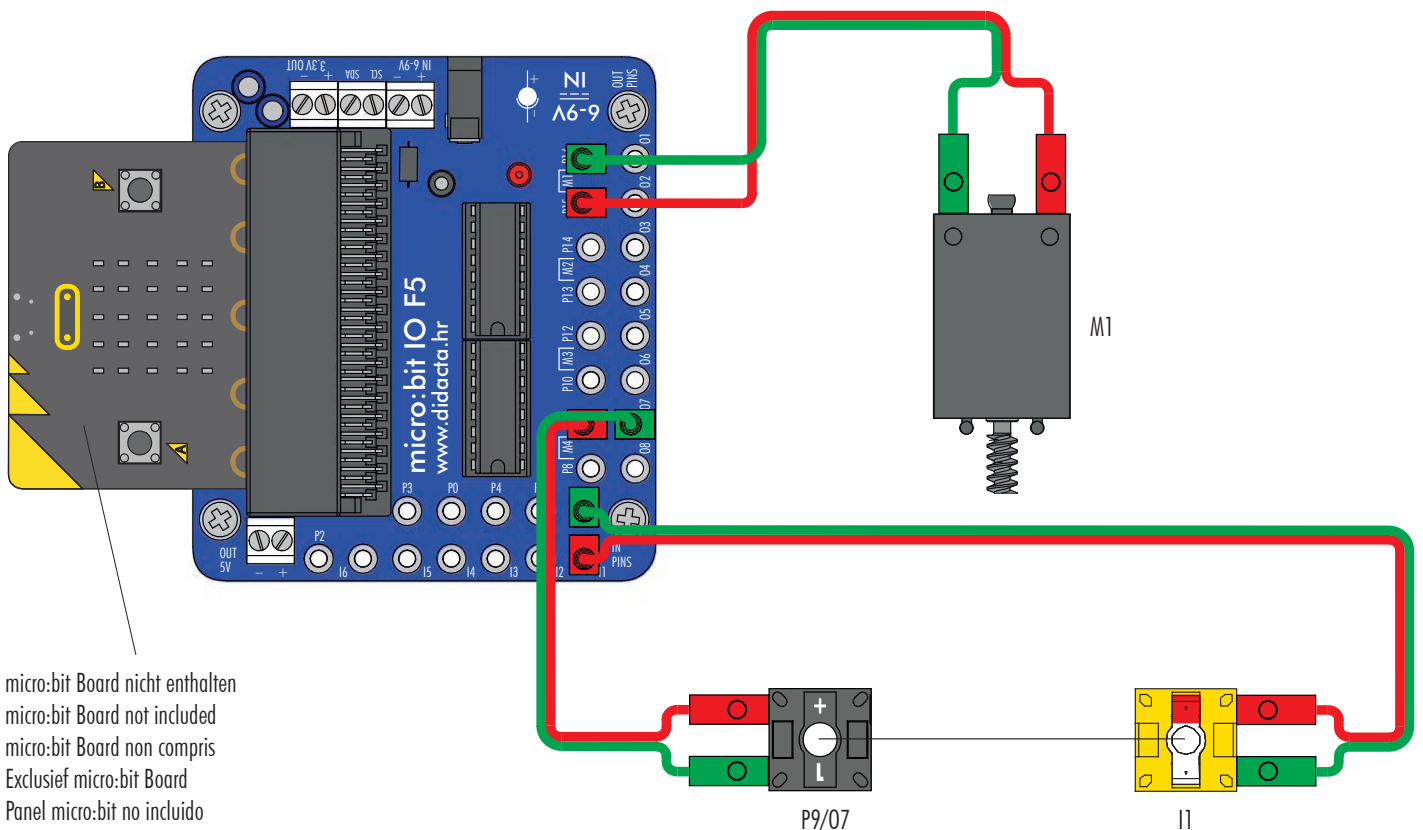 3.3V OUT
- +
SDA
SCL
IN 6-9V
- +
+
-
6-9V
IN
OUT
PINS
O1
O2
O3
O4
O5
O6
O7
O8
M1
P14
M2
P13
P12
M3
P10
M4
P8
B
A
micro:bit IO F5
www.didacta.hr
P3
P0
P4
P2
OUT
5V
- +
I6
I5
I4
I3
I2
I1
IN
PINS
M1
micro:bit Board nicht enthalten
micro:bit Board not included
micro:bit Board non compris
Exclusief micro:bit Board
Panel micro:bit no incluido
+
L
P9/O7
I1